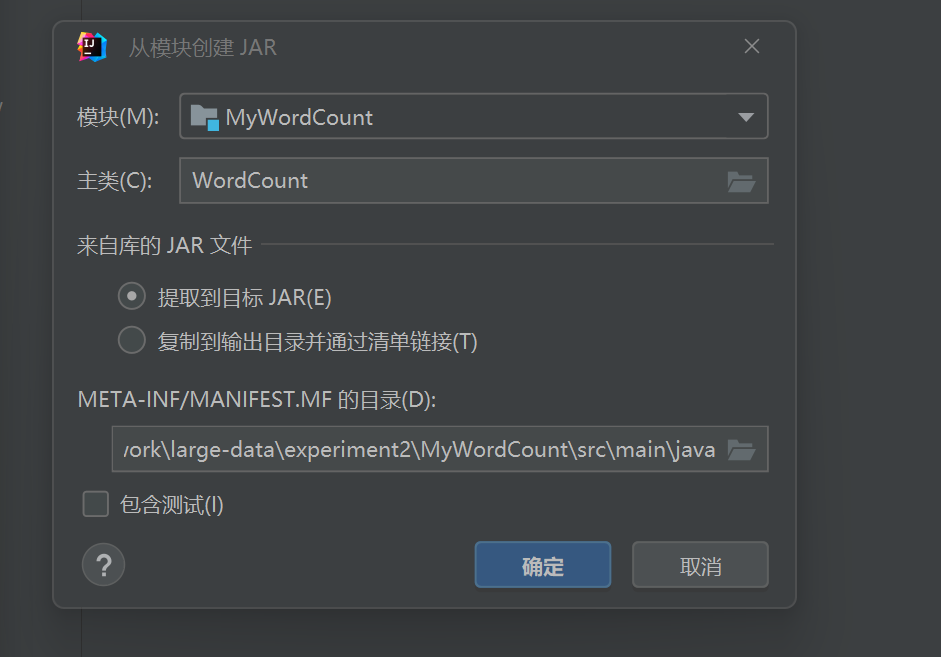 从模块创建 JAR
模块(M): MyWordCount
主类(C): WordCount
来自库的 JAR 文件
提取到目标 JAR(E)
复制到输出目录并通过清单链接(T)
META-INF/MANIFEST.MF 的目录(D):
ork\large-data\experiment2\MyWordCount\src\main\java
包含测试(I)
?
确定 取消